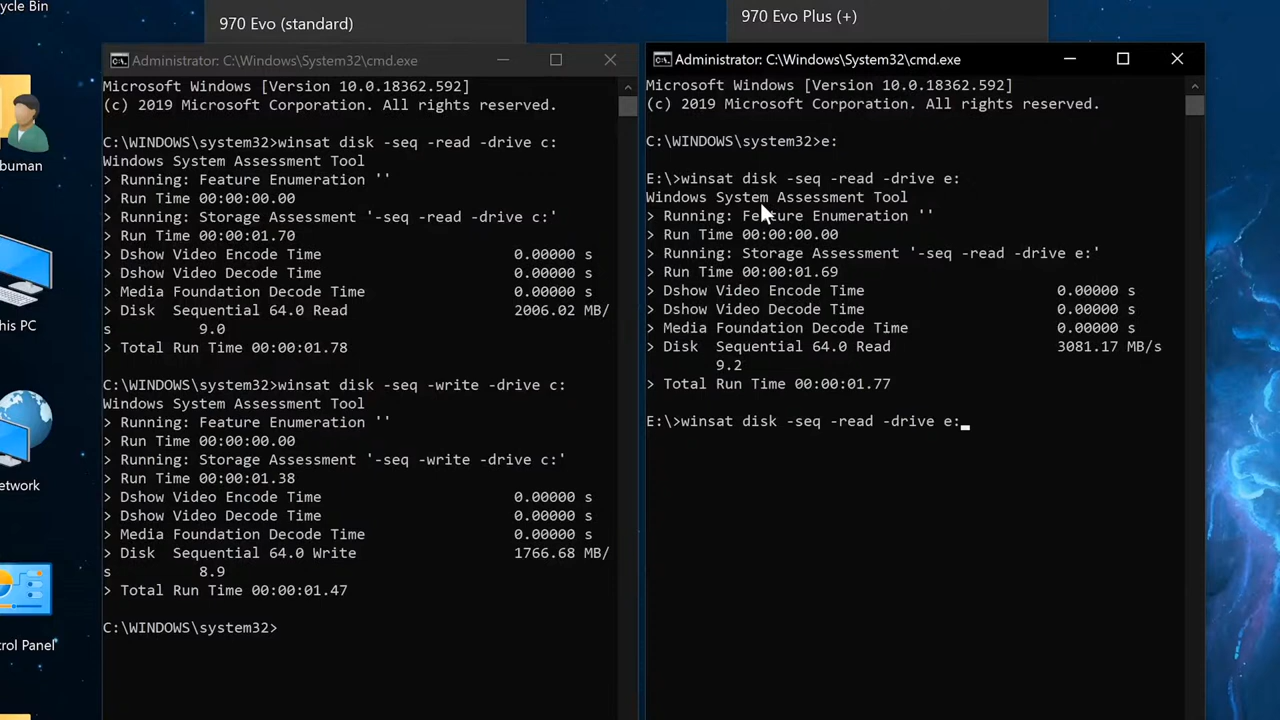 cycle Bin
buman
his PC
etwork
trol Panel
970 Evo (standard)
Administrator: C:\Windows\System32\cmd.exe
Microsoft Windows [Version 10.0.18362.592]
(c) 2019 Microsoft Corporation. All rights reserved.
C:\WINDOWS\system32>winsat disk -seq -read -drive c:
Windows System Assessment Tool
> Running: Feature Enumeration ''
> Run Time 00:00:00.00
> Running: Storage Assessment '-seq -read -drive c:'
> Run Time 00:00:01.70
> Dshow Video Encode Time 0.00000 s
> Dshow Video Decode Time 0.00000 s
> Media Foundation Decode Time 0.00000 s
> Disk Sequential 64.0 Read 2006.02 MB/
s 9.0
> Total Run Time 00:00:01.78
C:\WINDOWS\system32>winsat disk -seq -write -drive c:
Windows System Assessment Tool
> Running: Feature Enumeration ''
> Run Time 00:00:00.00
> Running: Storage Assessment '-seq -write -drive c:'
> Run Time 00:00:01.38
> Dshow Video Encode Time 0.00000 s
> Dshow Video Decode Time 0.00000 s
> Media Foundation Decode Time 0.00000 s
> Disk Sequential 64.0 Write 1766.68 MB/
s 8.9
> Total Run Time 00:00:01.47
C:\WINDOWS\system32>
970 Evo Plus (+)
Administrator: C:\Windows\System32\cmd.exe
Microsoft Windows [Version 10.0.18362.592]
(c) 2019 Microsoft Corporation. All rights reserved.
C:\WINDOWS\system32>e:
E:\>winsat disk -seq -read -drive e:
Windows System Assessment Tool
> Running: Feature Enumeration ''
> Run Time 00:00:00.00
> Running: Storage Assessment '-seq -read -drive e:'
> Run Time 00:00:01.69
> Dshow Video Encode Time 0.00000 s
> Dshow Video Decode Time 0.00000 s
> Media Foundation Decode Time 0.00000 s
> Disk Sequential 64.0 Read 3081.17 MB/s
9.2
> Total Run Time 00:00:01.77
E:\>winsat disk -seq -read -drive e: